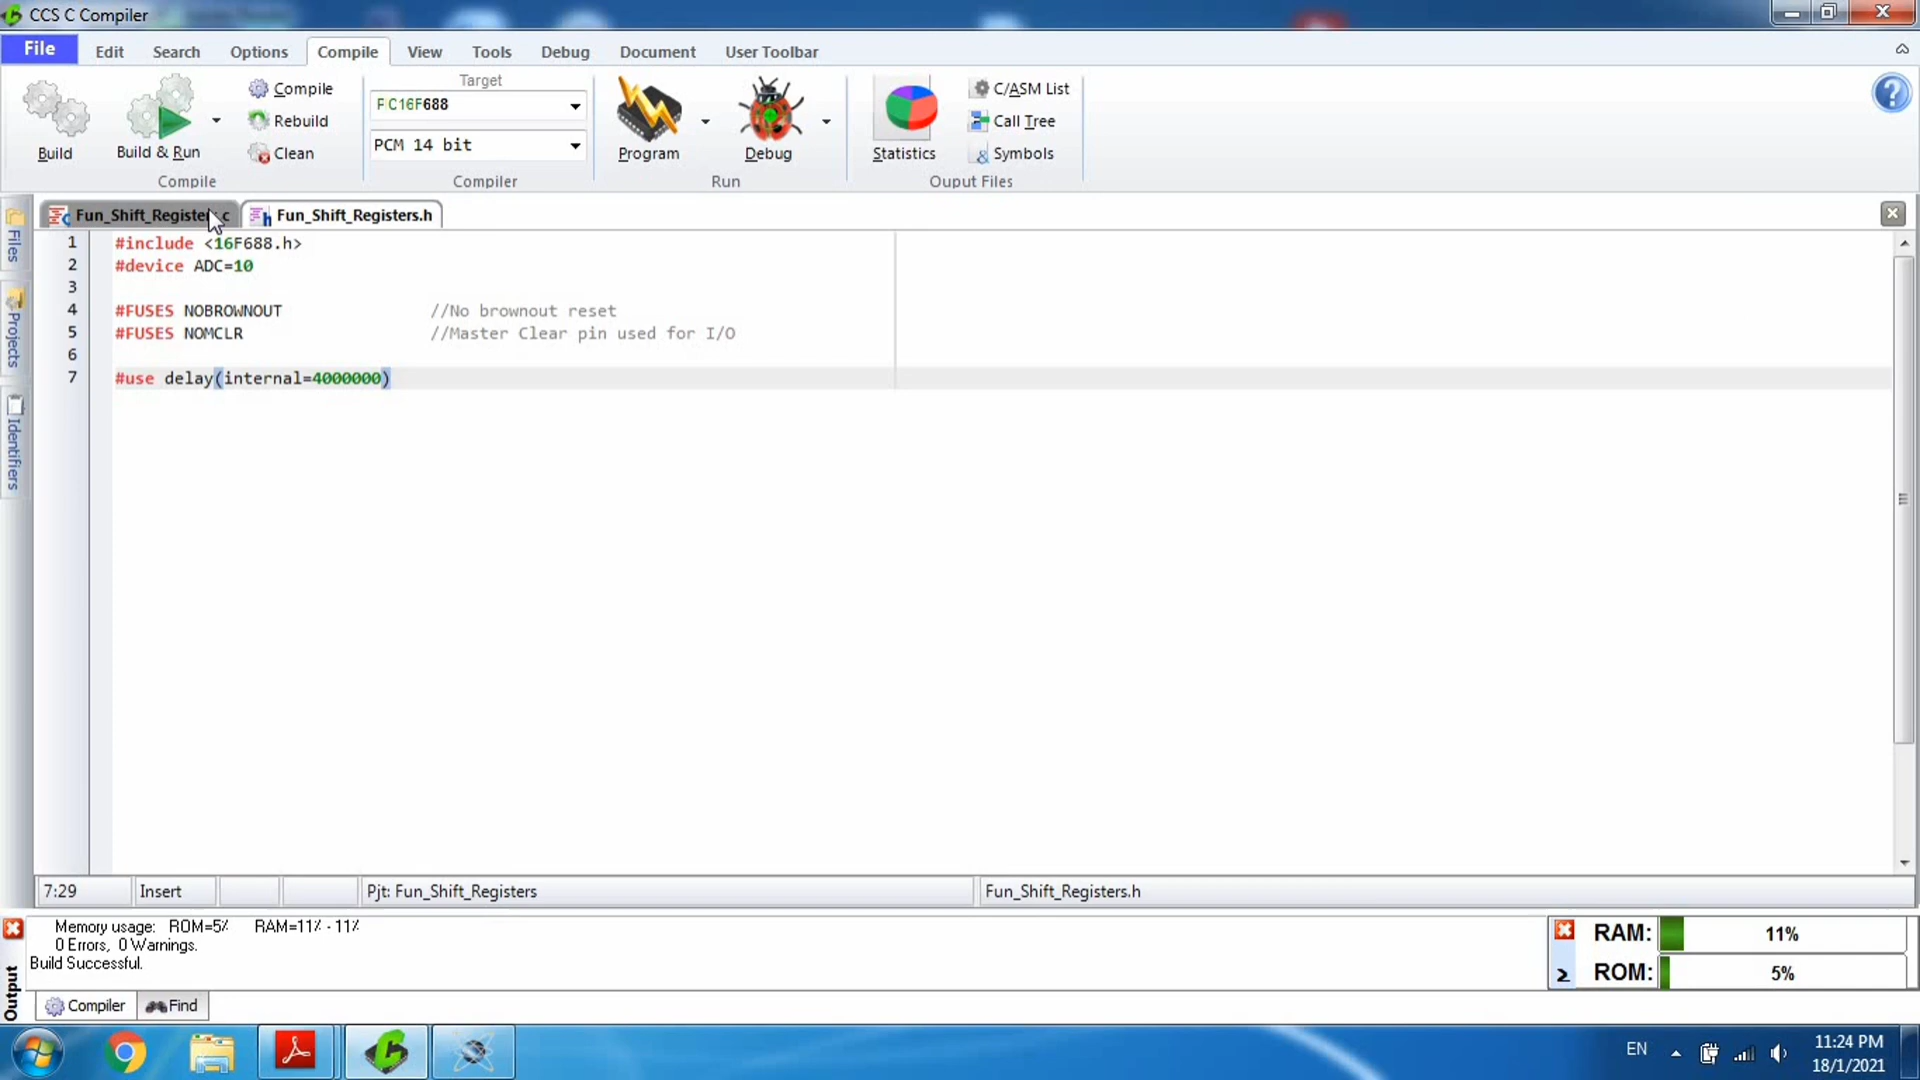 CCS C Compiler
File Edit Search Options Compile View Tools Debug Document User Toolbar
Target
Compile
PIC16F688
C/ASM List
Rebuild
Call Tree
Build
Build & Run
Clean
PCM 14 bit
Program
Debug
Statistics
Symbols
Compile
Compiler
Run
Ouput Files
Fun_Shift_Registers.c
Fun_Shift_Registers.h
Files
Projects
Identifiers
1 #include <16F688.h>
2 #device ADC=10
3
4 #FUSES NOBROWNOUT //No brownout reset
5 #FUSES NOMCLR //Master Clear pin used for I/O
6
7 #use delay(internal=4000000)
7:29 Insert Pjt: Fun_Shift_Registers Fun_Shift_Registers.h
Output
Memory usage: ROM=5% RAM=11% - 11%
0 Errors, 0 Warnings.
Build Successful.
RAM: 11%
ROM: 5%
Compiler Find
EN
11:24 PM
18/1/2021